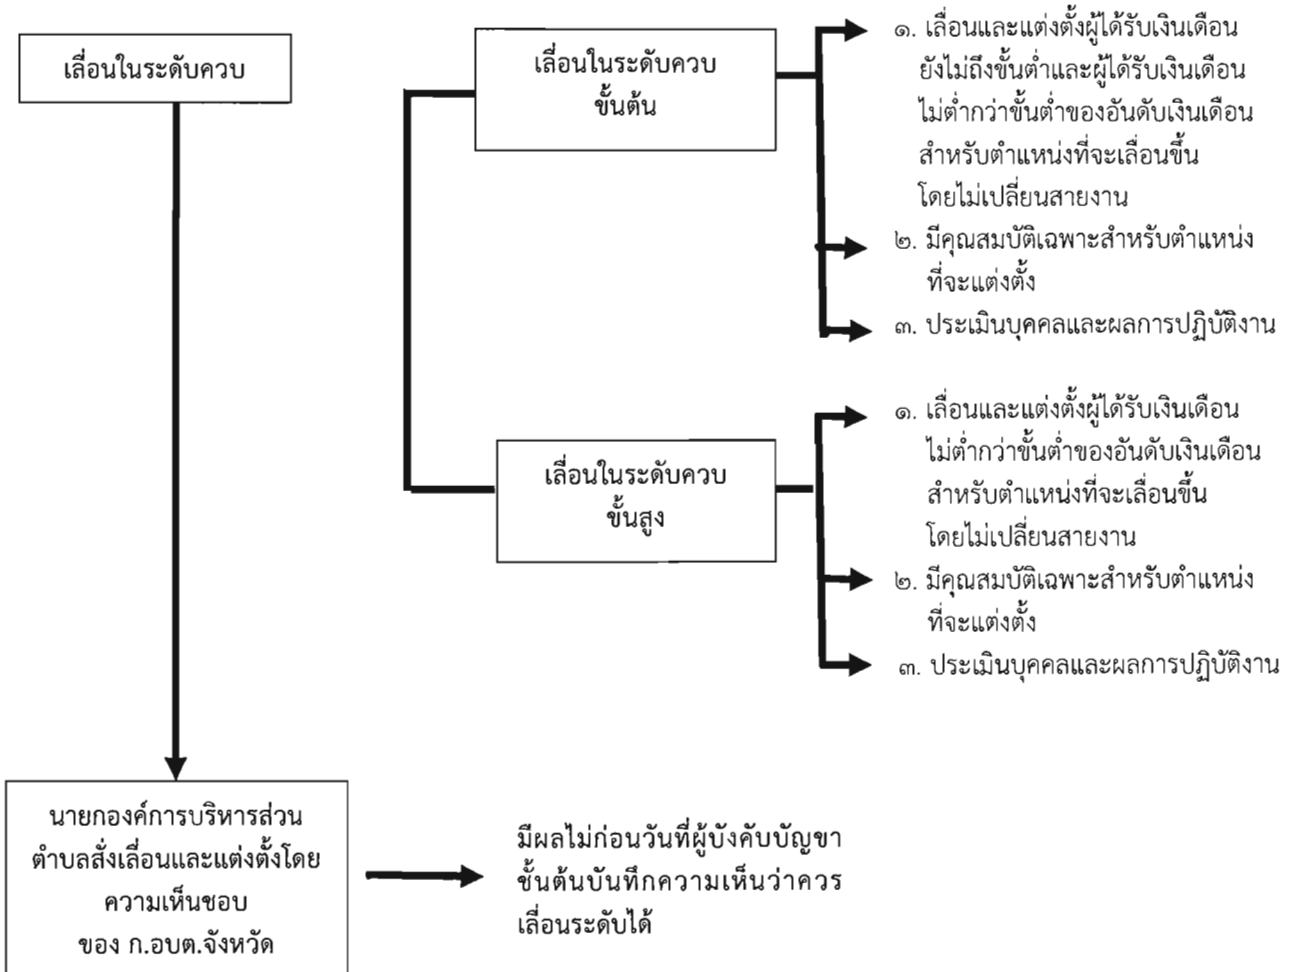 เลื่อนในระดับควบ
เลื่อนในระดับควบ
ขั้นต้น
๑. เลื่อนและแต่งตั้งผู้ได้รับเงินเดือน
ยังไม่ถึงขั้นต่ำและผู้ได้รับเงินเดือน
ไม่ต่ำกว่าขั้นต่ำของอันดับเงินเดือน
สำหรับตำแหน่งที่จะเลื่อนขึ้น
โดยไม่เปลี่ยนสายงาน
๒. มีคุณสมบัติเฉพาะสำหรับตำแหน่ง
ที่จะแต่งตั้ง
๓. ประเมินบุคคลและผลการปฏิบัติงาน
เลื่อนในระดับควบ
ขั้นสูง
๑. เลื่อนและแต่งตั้งผู้ได้รับเงินเดือน
ไม่ต่ำกว่าขั้นต่ำของอันดับเงินเดือน
สำหรับตำแหน่งที่จะเลื่อนขึ้น
โดยไม่เปลี่ยนสายงาน
๒. มีคุณสมบัติเฉพาะสำหรับตำแหน่ง
ที่จะแต่งตั้ง
๓. ประเมินบุคคลและผลการปฏิบัติงาน
นายกองค์การบริหารส่วน
ตำบลสั่งเลื่อนและแต่งตั้งโดย
ความเห็นชอบ
ของ ก.อบต.จังหวัด
มีผลไม่ก่อนวันที่ผู้บังคับบัญชา
ชั้นต้นบันทึกความเห็นว่าควร
เลื่อนระดับได้